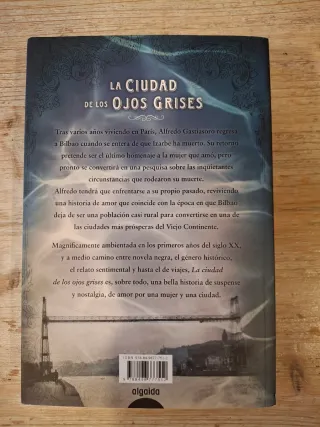 LA CIUDAD
DE LOS OJOS GRISES
Tras varios años viviendo en París, Alfredo Gastiasoro regresa
a Bilbao cuando se entera de que Izarbe ha muerto. Su retorno
pretende ser el último homenaje a la mujer que amó, pero
pronto se convertirá en una pesquisa sobre las inquietantes
circunstancias que rodearon su muerte.
Alfredo tendrá que enfrentarse a su propio pasado, reviviendo
una historia de amor que coincide con la época en que Bilbao
deja de ser una población casi rural para convertirse en una de
las ciudades mas prósperas del Viejo Continente.
Magníficamente ambientada en los primeros años del siglo XX,
y a medio camino entre novela negra, el género histórico,
el relato sentimental y hasta el de viajes, La ciudad
de los ojos grises es, sobre todo, una bella historia de suspense
y nostalgia, de amor por una mujer y una ciudad.
algaida